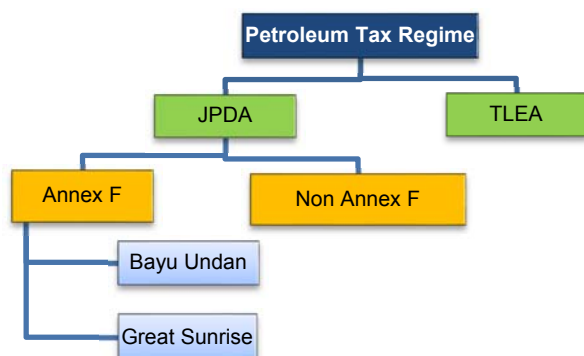 Petroleum Tax Regime
JPDA
TLEA
Annex F
Non Annex F
Bayu Undan
Great Sunrise